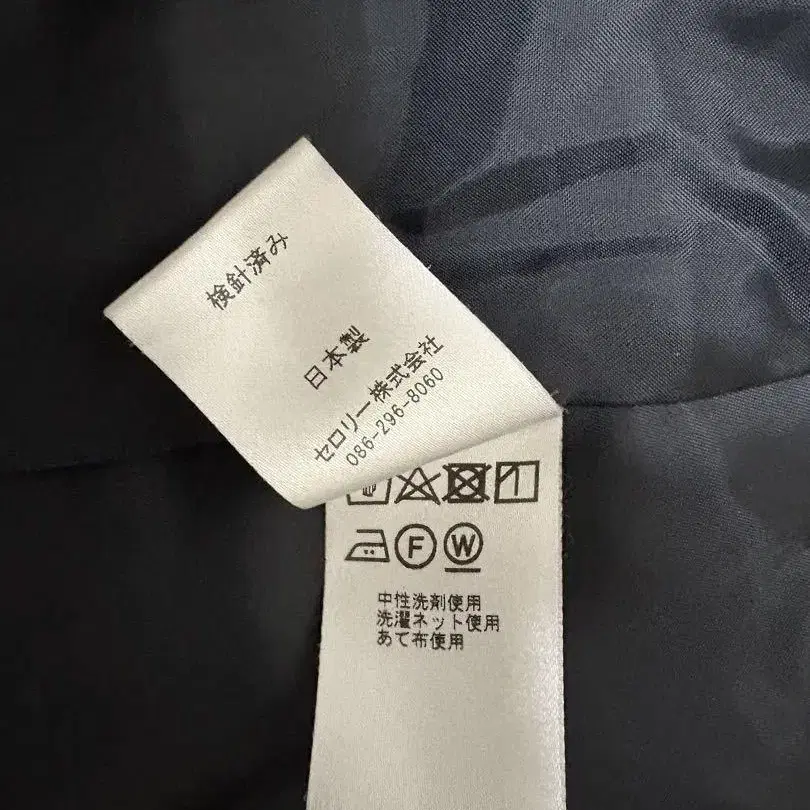 検針済み
日本製
セロリー株式会社
086-296-8060
F W
中性洗剤使用
洗濯ネット使用
あて布使用